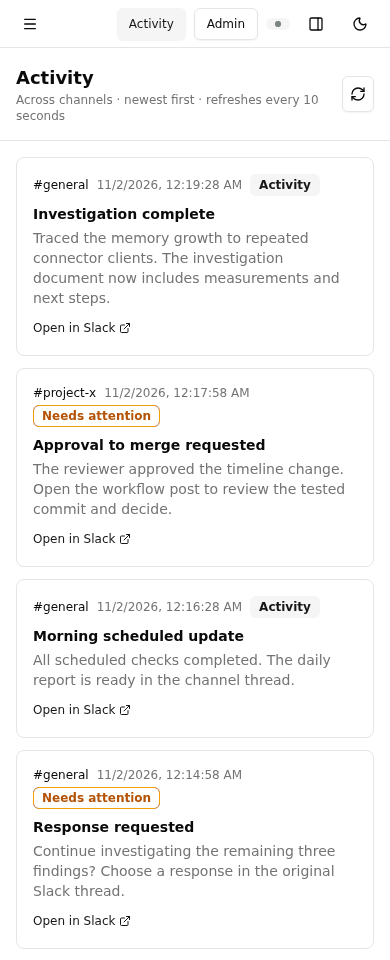 Activity
Admin
Activity
Across channels · newest first · refreshes every 10
seconds
#general 11/2/2026, 12:19:28 AM Activity
Investigation complete
Traced the memory growth to repeated
connector clients. The investigation
document now includes measurements and
next steps.
Open in Slack
#project-x 11/2/2026, 12:17:58 AM
Needs attention
Approval to merge requested
The reviewer approved the timeline change.
Open the workflow post to review the tested
commit and decide.
Open in Slack
#general 11/2/2026, 12:16:28 AM Activity
Morning scheduled update
All scheduled checks completed. The daily
report is ready in the channel thread.
Open in Slack
#general 11/2/2026, 12:14:58 AM
Needs attention
Response requested
Continue investigating the remaining three
findings? Choose a response in the original
Slack thread.
Open in Slack